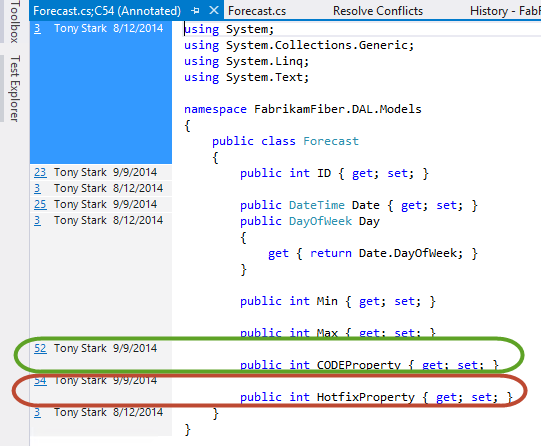 Forecast.cs;C54 (Annotated)
Forecast.cs
Resolve Conflicts
History - FabF
Toolbox
Test Explorer
3 Tony Stark 8/12/2014 using System;
using System.Collections.Generic;
using System.Linq;
using System.Text;
namespace FabrikamFiber.DAL.Models
{
public class Forecast
{
23 Tony Stark 9/9/2014 public int ID { get; set; }
3 Tony Stark 8/12/2014
25 Tony Stark 9/9/2014 public DateTime Date { get; set; }
3 Tony Stark 8/12/2014 public DayOfWeek Day
{
get { return Date.DayOfWeek; }
}
public int Min { get; set; }
public int Max { get; set; }
52 Tony Stark 9/9/2014
public int CODEProperty { get; set; }
54 Tony Stark 9/9/2014
public int HotfixProperty { get; set; }
3 Tony Stark 8/12/2014 }
}